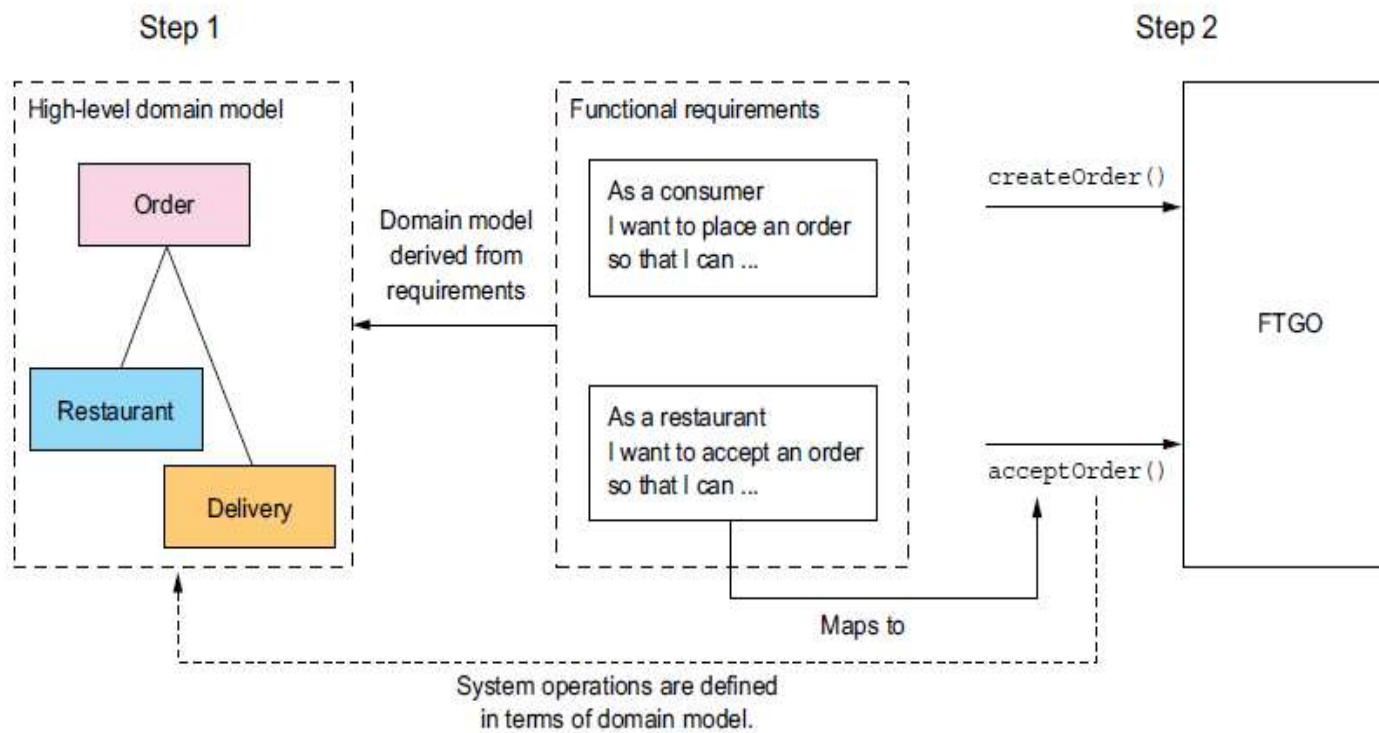 Step 1
Step 2
High-level domain model
Order
Restaurant
Delivery
Domain model
derived from
requirements
Functional requirements
As a consumer
I want to place an order
so that I can ...
As a restaurant
I want to accept an order
so that I can ...
createOrder()
acceptOrder()
FTGO
Maps to
System operations are defined
in terms of domain model.